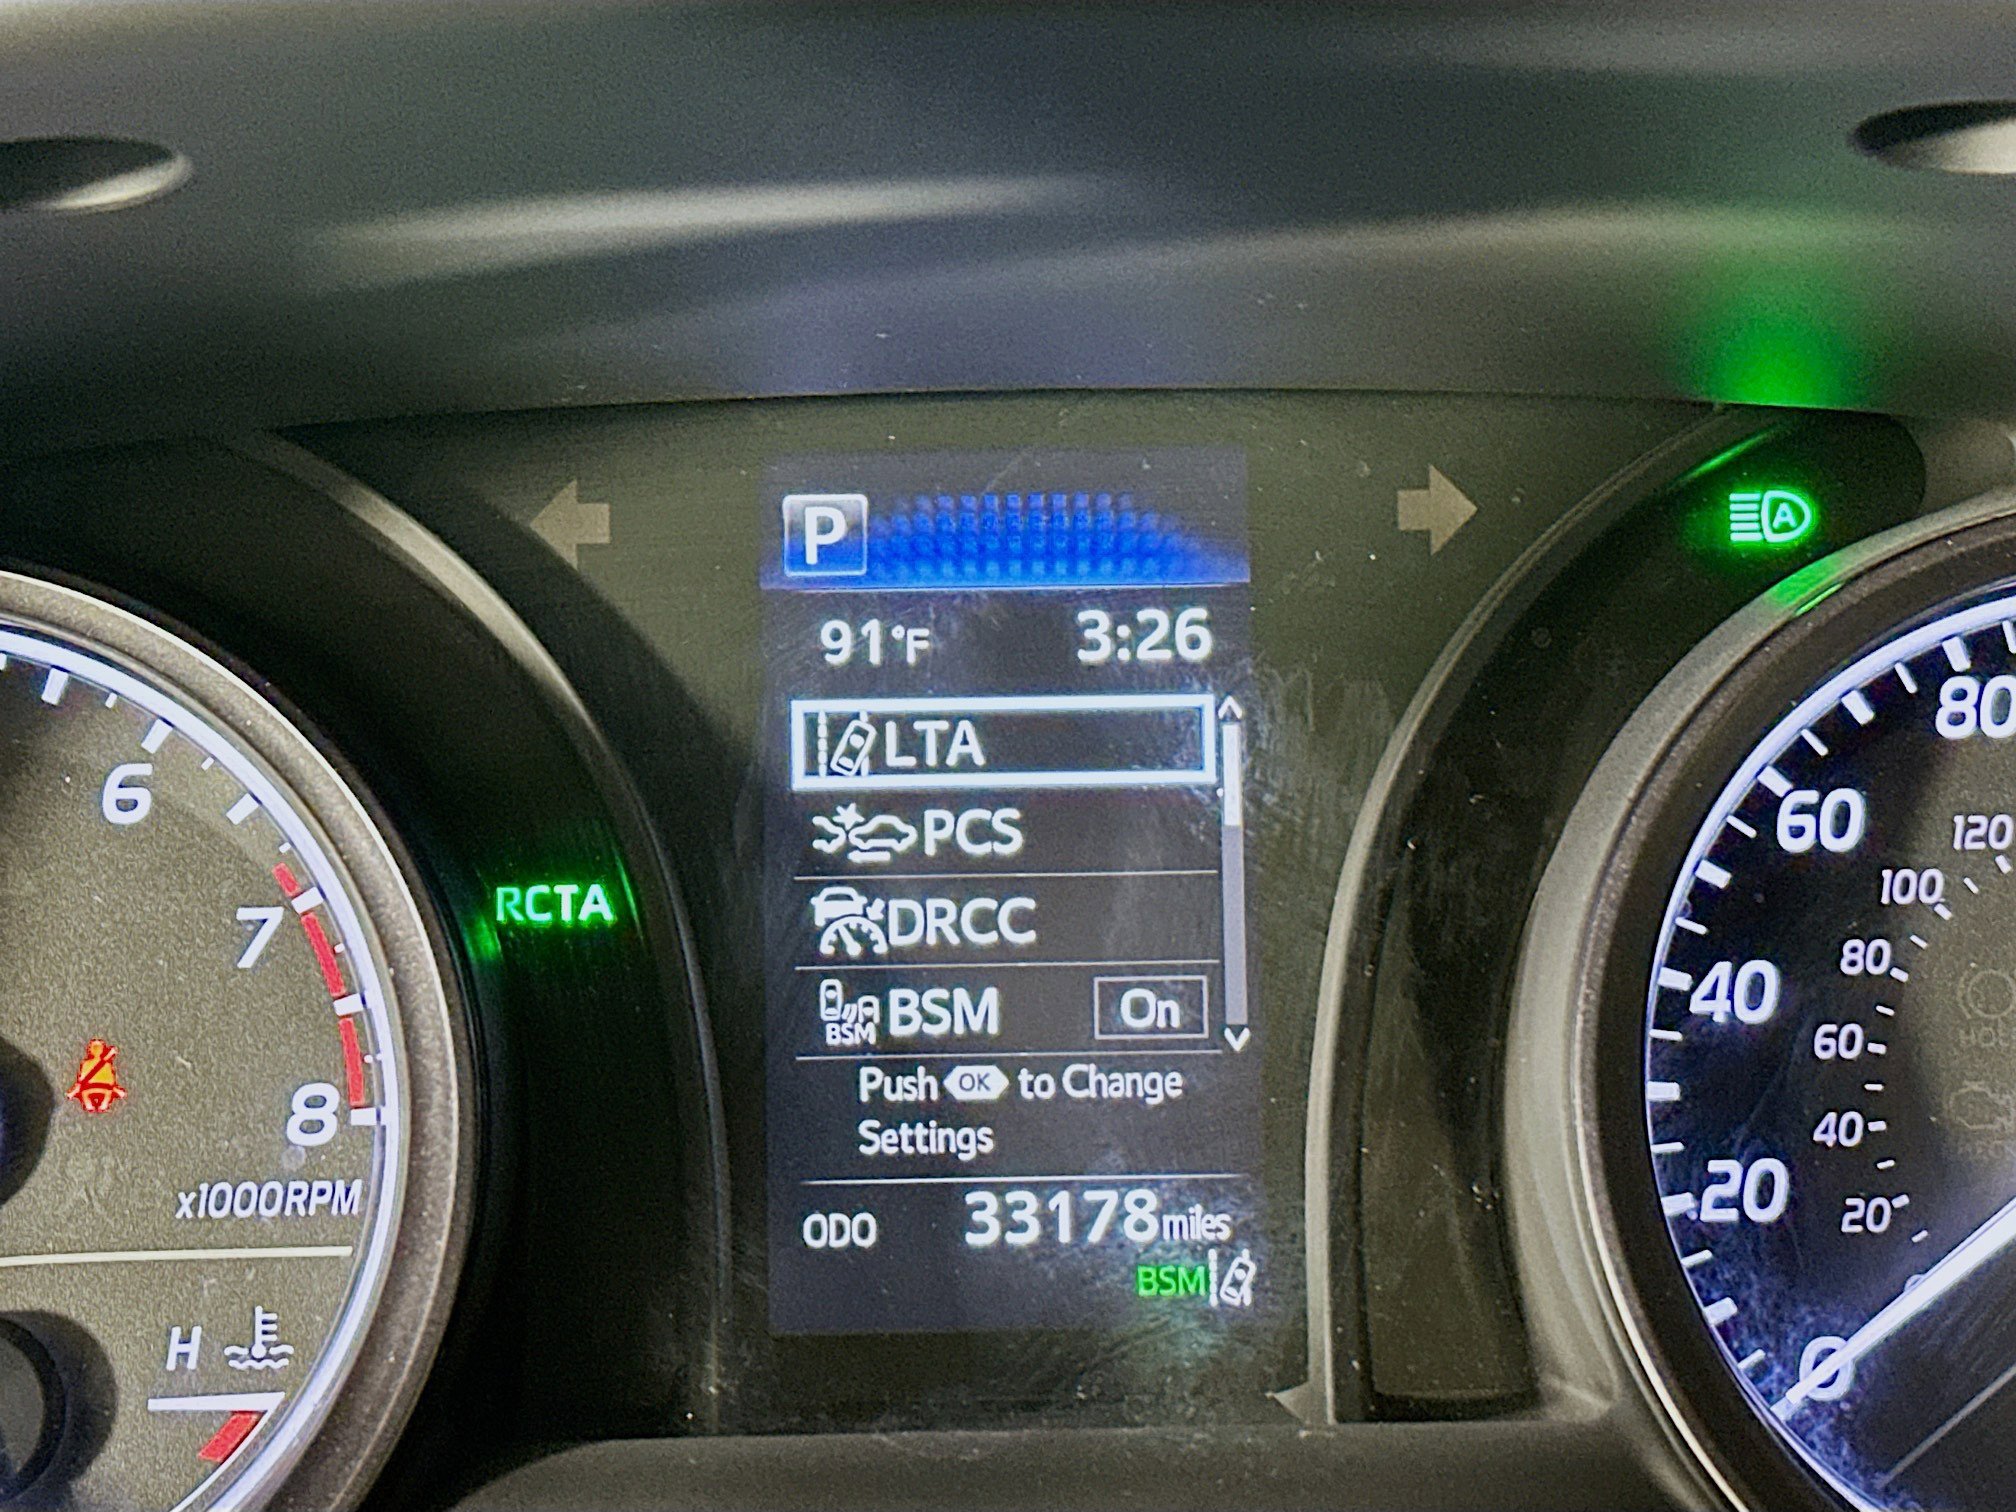 P
91°F 3:26
LTA
PCS
DRCC
BSM BSM On
Push OK to Change
Settings
ODO 33178 miles
BSM
RCTA
6
7
8
x1000RPM
H
A
80
60
40
20
0
120
100
80
60
40
20